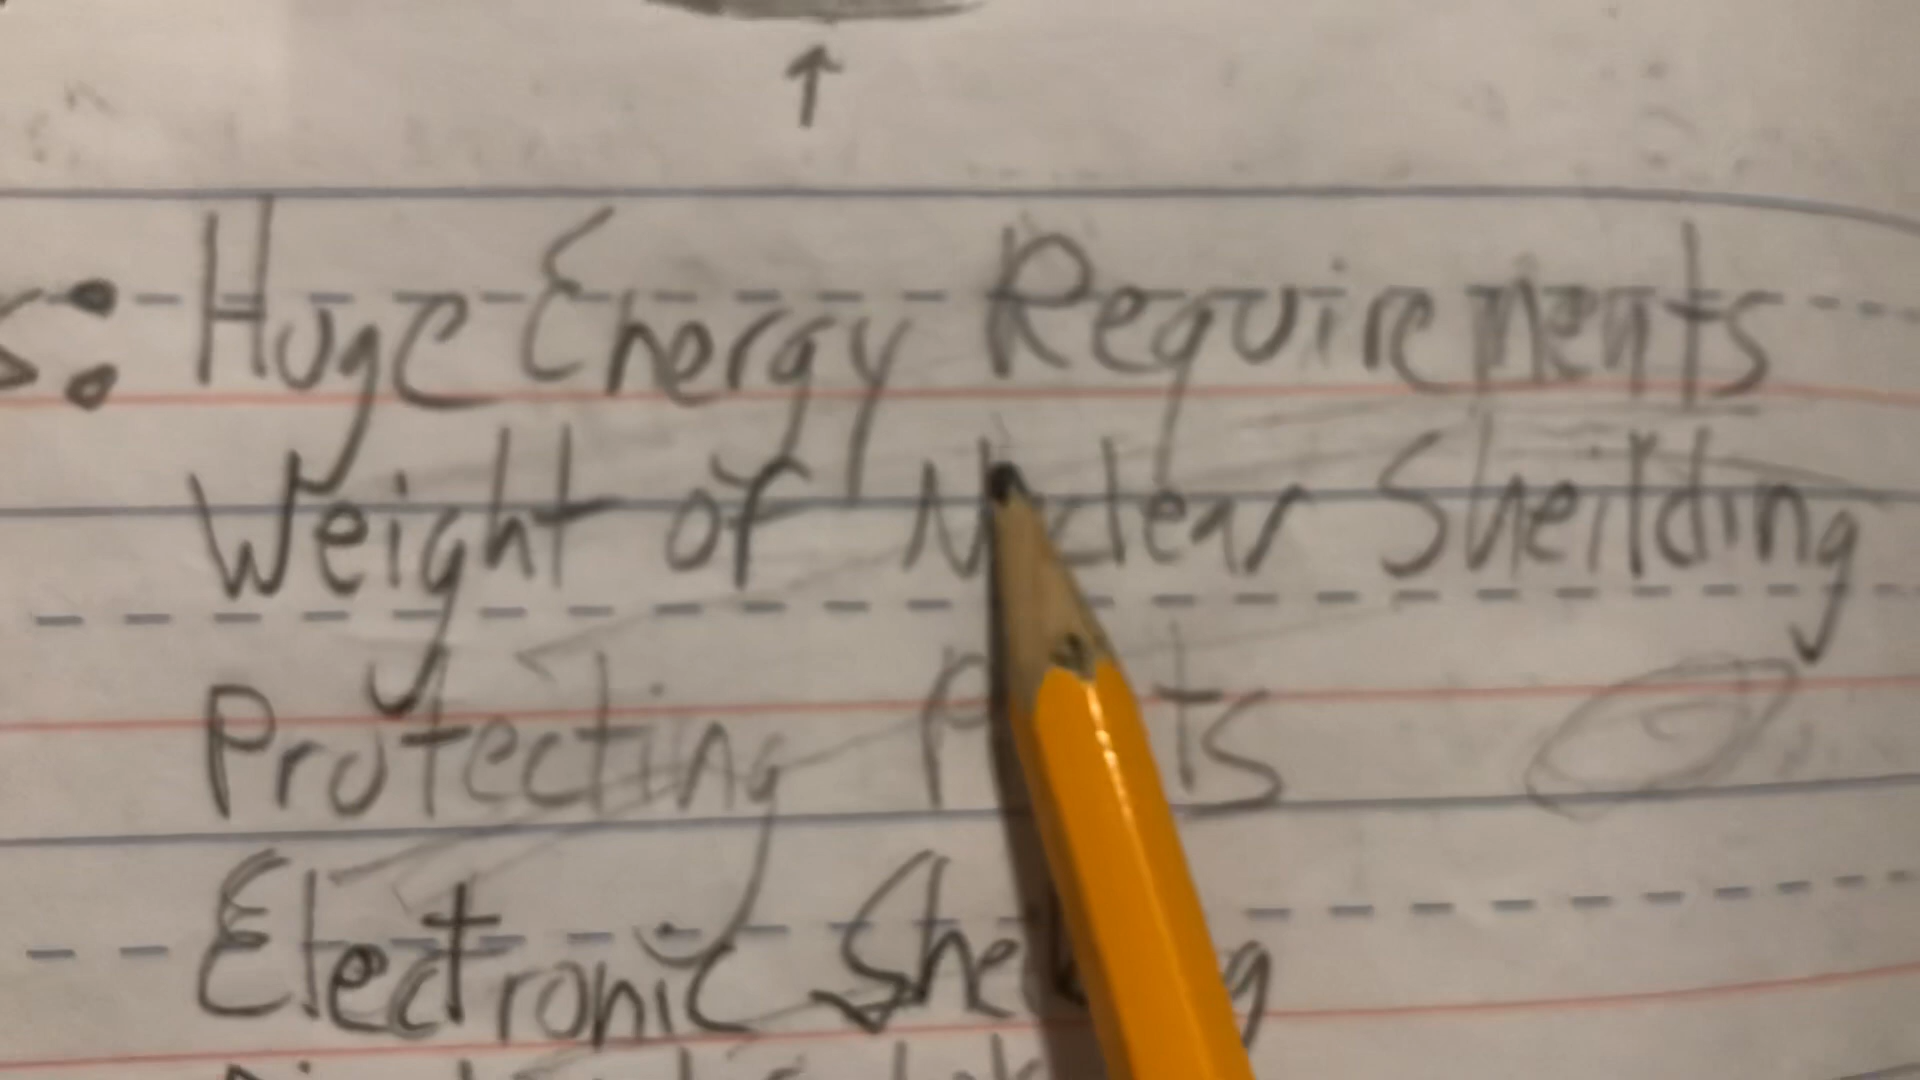 s: Huge Energy Requirements
Weight of Nuclear Sheilding
Protecting
Electronic